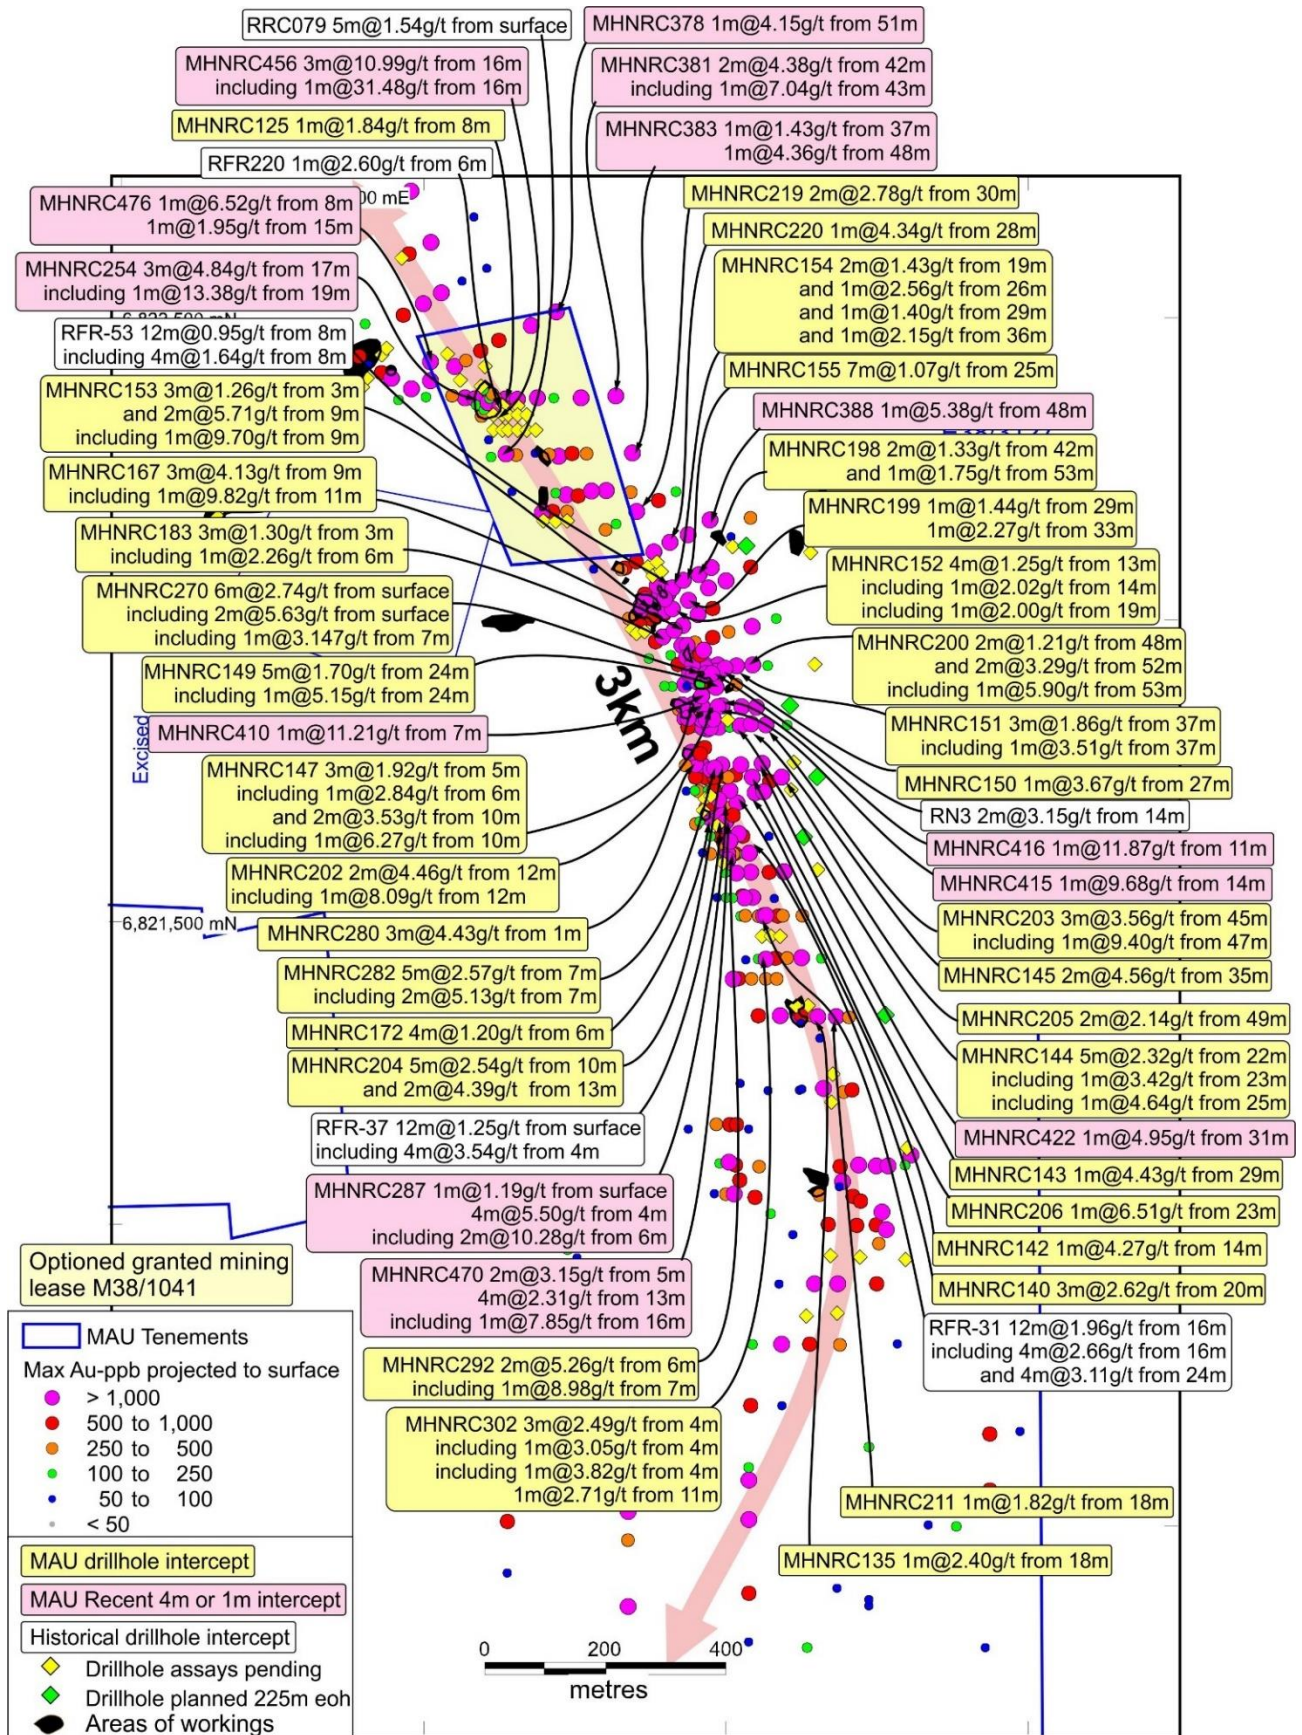 RRC079 5m@1.54g/t from surface
MHNRC378 1m@4.15g/t from 51m
MHNRC456 3m@10.99g/t from 16m
including 1m@31.48g/t from 16m
MHNRC381 2m@4.38g/t from 42m
including 1m@7.04g/t from 43m
MHNRC125 1m@1.84g/t from 8m
MHNRC383 1m@1.43g/t from 37m
1m@4.36g/t from 48m
RFR220 1m@2.60g/t from 6m
00 mE
MHNRC476 1m@6.52g/t from 8m
1m@1.95g/t from 15m
MHNRC219 2m@2.78g/t from 30m
MHNRC220 1m@4.34g/t from 28m
MHNRC254 3m@4.84g/t from 17m
including 1m@13.38g/t from 19m
MHNRC154 2m@1.43g/t from 19m
and 1m@2.56g/t from 26m
and 1m@1.40g/t from 29m
and 1m@2.15g/t from 36m
RFR-53 12m@0.95g/t from 8m
including 4m@1.64g/t from 8m
MHNRC155 7m@1.07g/t from 25m
MHNRC153 3m@1.26g/t from 3m
and 2m@5.71g/t from 9m
including 1m@9.70g/t from 9m
MHNRC388 1m@5.38g/t from 48m
MHNRC198 2m@1.33g/t from 42m
and 1m@1.75g/t from 53m
MHNRC167 3m@4.13g/t from 9m
including 1m@9.82g/t from 11m
MHNRC199 1m@1.44g/t from 29m
1m@2.27g/t from 33m
MHNRC183 3m@1.30g/t from 3m
including 1m@2.26g/t from 6m
MHNRC152 4m@1.25g/t from 13m
including 1m@2.02g/t from 14m
including 1m@2.00g/t from 19m
MHNRC270 6m@2.74g/t from surface
including 2m@5.63g/t from surface
including 1m@3.147g/t from 7m
MHNRC200 2m@1.21g/t from 48m
and 2m@3.29g/t from 52m
including 1m@5.90g/t from 53m
MHNRC149 5m@1.70g/t from 24m
including 1m@5.15g/t from 24m
3km
Excised
MHNRC151 3m@1.86g/t from 37m
including 1m@3.51g/t from 37m
MHNRC410 1m@11.21g/t from 7m
MHNRC147 3m@1.92g/t from 5m
including 1m@2.84g/t from 6m
and 2m@3.53g/t from 10m
including 1m@6.27g/t from 10m
MHNRC150 1m@3.67g/t from 27m
RN3 2m@3.15g/t from 14m
MHNRC416 1m@11.87g/t from 11m
MHNRC202 2m@4.46g/t from 12m
including 1m@8.09g/t from 12m
MHNRC415 1m@9.68g/t from 14m
6,821,500 mN
MHNRC280 3m@4.43g/t from 1m
MHNRC203 3m@3.56g/t from 45m
including 1m@9.40g/t from 47m
MHNRC282 5m@2.57g/t from 7m
including 2m@5.13g/t from 7m
MHNRC145 2m@4.56g/t from 35m
MHNRC172 4m@1.20g/t from 6m
MHNRC205 2m@2.14g/t from 49m
MHNRC204 5m@2.54g/t from 10m
and 2m@4.39g/t from 13m
MHNRC144 5m@2.32g/t from 22m
including 1m@3.42g/t from 23m
including 1m@4.64g/t from 25m
RFR-37 12m@1.25g/t from surface
including 4m@3.54g/t from 4m
MHNRC422 1m@4.95g/t from 31m
MHNRC143 1m@4.43g/t from 29m
MHNRC287 1m@1.19g/t from surface
4m@5.50g/t from 4m
including 2m@10.28g/t from 6m
MHNRC206 1m@6.51g/t from 23m
MHNRC142 1m@4.27g/t from 14m
MHNRC470 2m@3.15g/t from 5m
4m@2.31g/t from 13m
including 1m@7.85g/t from 16m
MHNRC140 3m@2.62g/t from 20m
RFR-31 12m@1.96g/t from 16m
including 4m@2.66g/t from 16m
and 4m@3.11g/t from 24m
MHNRC292 2m@5.26g/t from 6m
including 1m@8.98g/t from 7m
MHNRC302 3m@2.49g/t from 4m
including 1m@3.05g/t from 4m
including 1m@3.82g/t from 4m
1m@2.71g/t from 11m
MHNRC211 1m@1.82g/t from 18m
MHNRC135 1m@2.40g/t from 18m
Optioned granted mining
lease M38/1041
MAU Tenements
Max Au-ppb projected to surface
> 1,000
500 to 1,000
250 to 500
100 to 250
50 to 100
< 50
MAU drillhole intercept
MAU Recent 4m or 1m intercept
Historical drillhole intercept
Drillhole assays pending
Drillhole planned 225m eoh
Areas of workings
0 200 400
metres